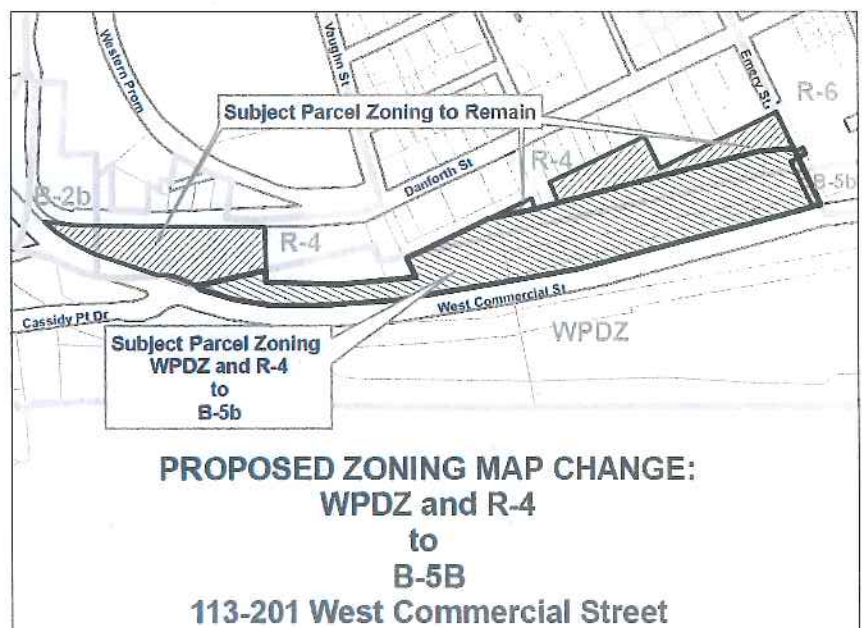 Western Prom
Vaughn St
Emery St
R-6
Subject Parcel Zoning to Remain
R-4
Danforth St
B-2b
B-5b
R-4
Cassidy Pt Dr
West Commercial St
WPDZ
Subject Parcel Zoning
WPDZ and R-4
to
B-5b
PROPOSED ZONING MAP CHANGE:
WPDZ and R-4
to
B-5B
113-201 West Commercial Street